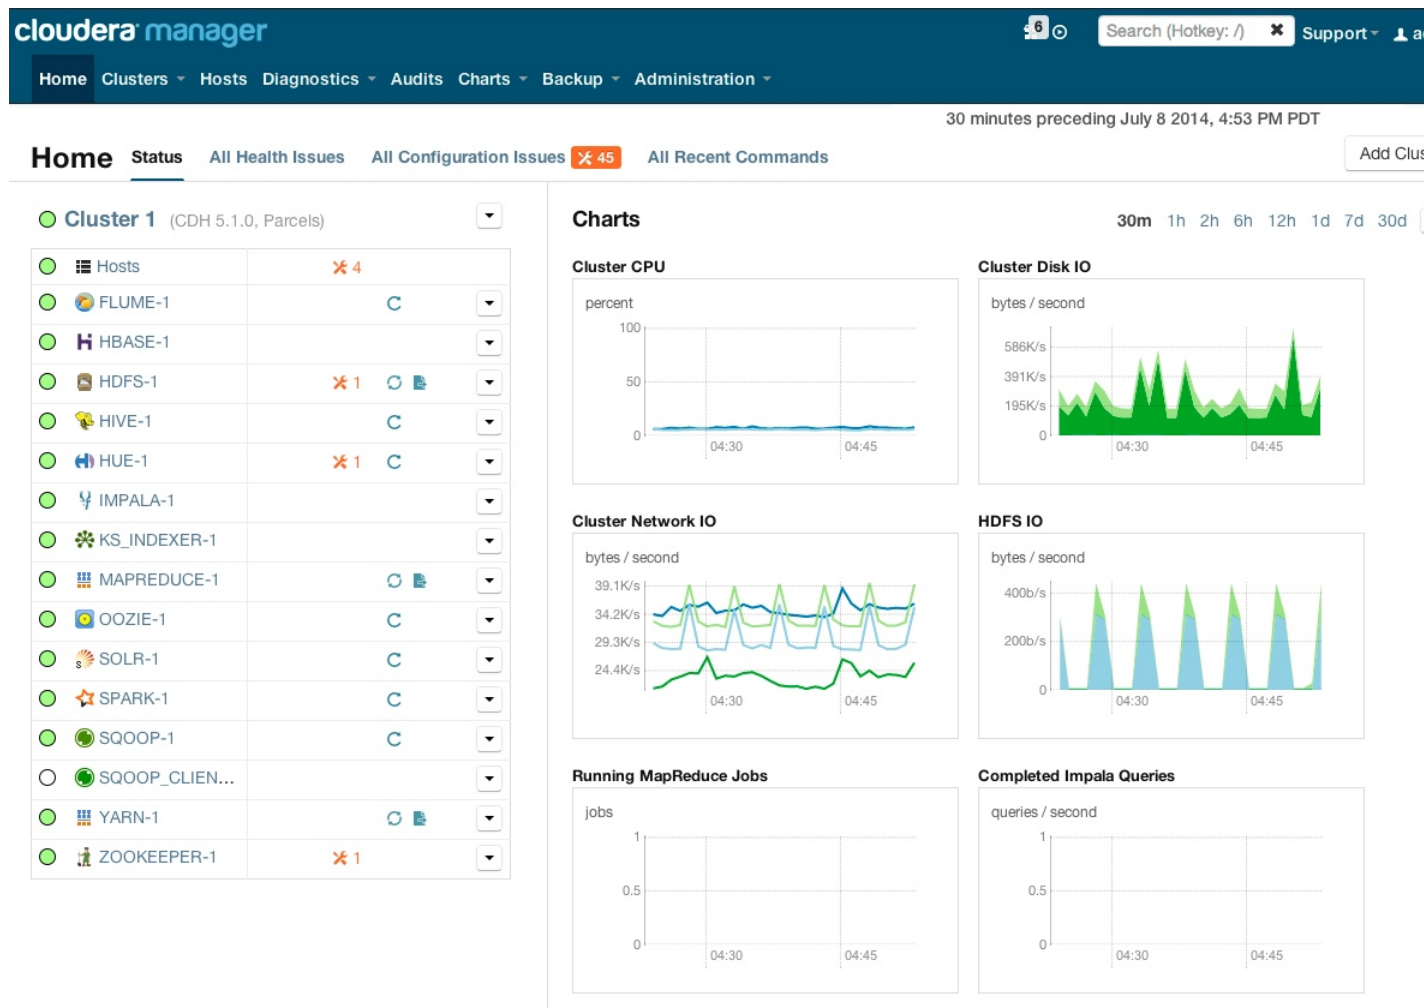 cloudera manager
6
Search (Hotkey: /)
Support
Home Clusters Hosts Diagnostics Audits Charts Backup Administration
30 minutes preceding July 8 2014, 4:53 PM PDT
Home Status All Health Issues All Configuration Issues 45 All Recent Commands
Add Clus
Cluster 1 (CDH 5.1.0, Parcels)
Hosts 4
FLUME-1
HBASE-1
HDFS-1 1
HIVE-1
HUE-1 1
IMPALA-1
KS_INDEXER-1
MAPREDUCE-1
OOZIE-1
SOLR-1
SPARK-1
SQOOP-1
SQOOP_CLIEN...
YARN-1
ZOOKEEPER-1 1
Charts
30m 1h 2h 6h 12h 1d 7d 30d
Cluster CPU
percent
100
50
0
04:30 04:45
Cluster Disk IO
bytes / second
586K/s
391K/s
195K/s
0
04:30 04:45
Cluster Network IO
bytes / second
39.1K/s
34.2K/s
29.3K/s
24.4K/s
04:30 04:45
HDFS IO
bytes / second
400b/s
200b/s
0
04:30 04:45
Running MapReduce Jobs
jobs
1
0.5
0
04:30 04:45
Completed Impala Queries
queries / second
1
0.5
0
04:30 04:45